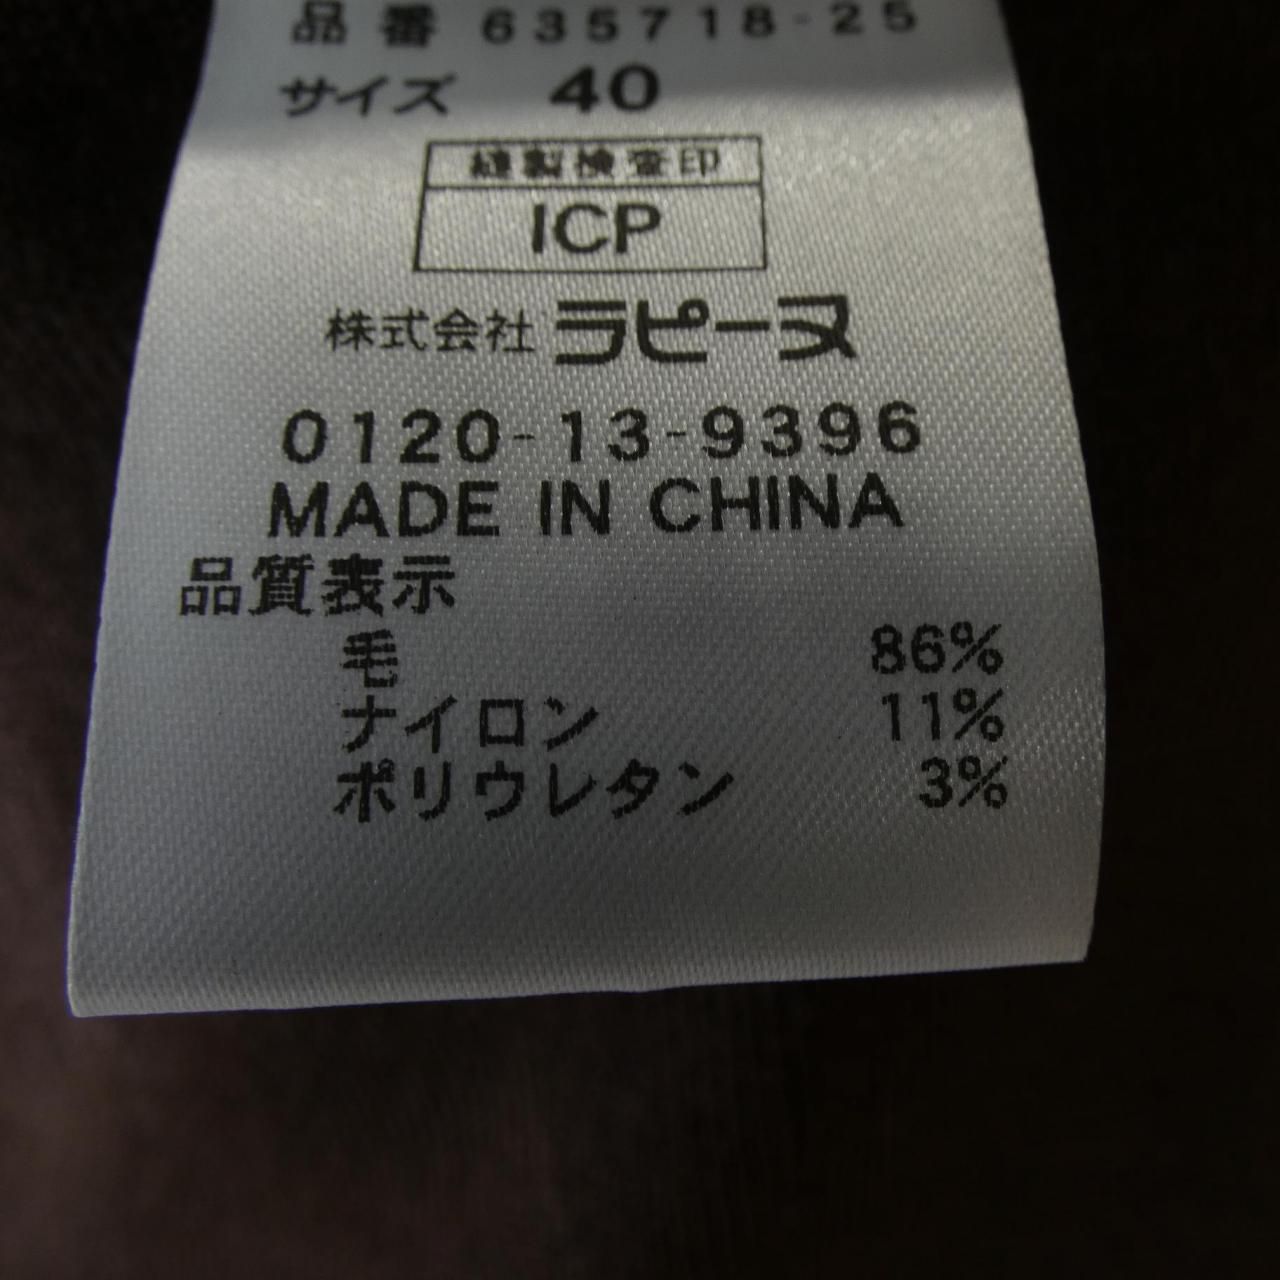 品番 635718-25
サイズ 40
縫製検査印
ICP
株式会社 ラピーヌ
0120-13-9396
MADE IN CHINA
品質表示
毛 86%
ナイロン 11%
ポリウレタン 3%